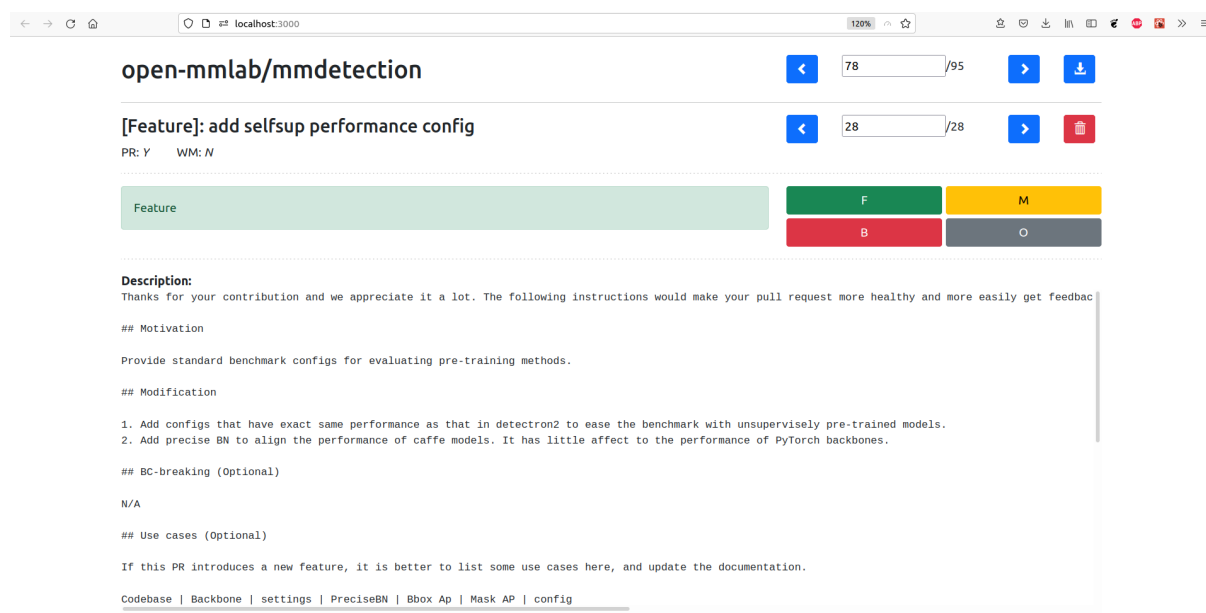 localhost:3000
120%
open-mmlab/mmdetection
78
/95
[Feature]: add selfsup performance config
28
/28
PR: Y WM: N
Feature
F
M
B
O
Description:
Thanks for your contribution and we appreciate it a lot. The following instructions would make your pull request more healthy and more easily get feedbac
## Motivation
Provide standard benchmark configs for evaluating pre-training methods.
## Modification
1. Add configs that have exact same performance as that in detectron2 to ease the benchmark with unsupervisely pre-trained models.
2. Add precise BN to align the performance of caffe models. It has little affect to the performance of PyTorch backbones.
## BC-breaking (Optional)
N/A
## Use cases (Optional)
If this PR introduces a new feature, it is better to list some use cases here, and update the documentation.
Codebase | Backbone | settings | PreciseBN | Bbox Ap | Mask AP | config